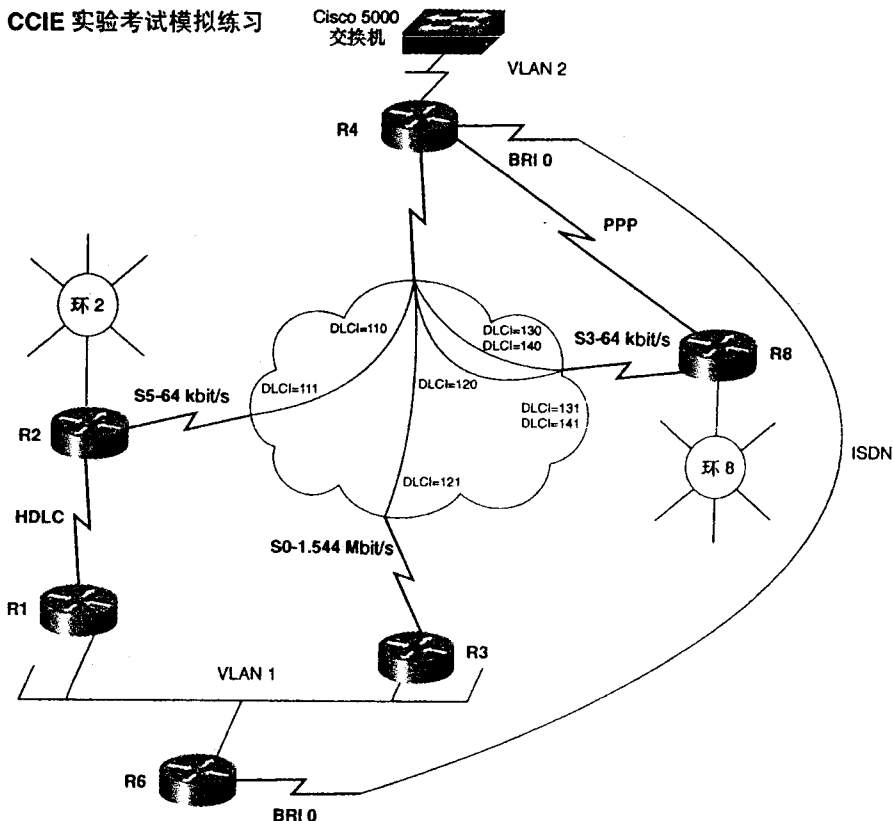 CCIE 实验考试模拟练习
Cisco 5000
交换机
VLAN 2
R4
BRI 0
PPP
环 2
DLCI=110
DLCI=130
DLCI=140
S3-64 kbit/s
R8
S5-64 kbit/s
DLCI=111
DLCI=120
DLCI=131
DLCI=141
R2
环 8
ISDN
DLCI=121
HDLC
S0-1.544 Mbit/s
R1
R3
VLAN 1
R6
BRI 0